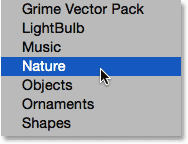 Grime Vector Pack
LightBulb
Music
Nature
Objects
Ornaments
Shapes